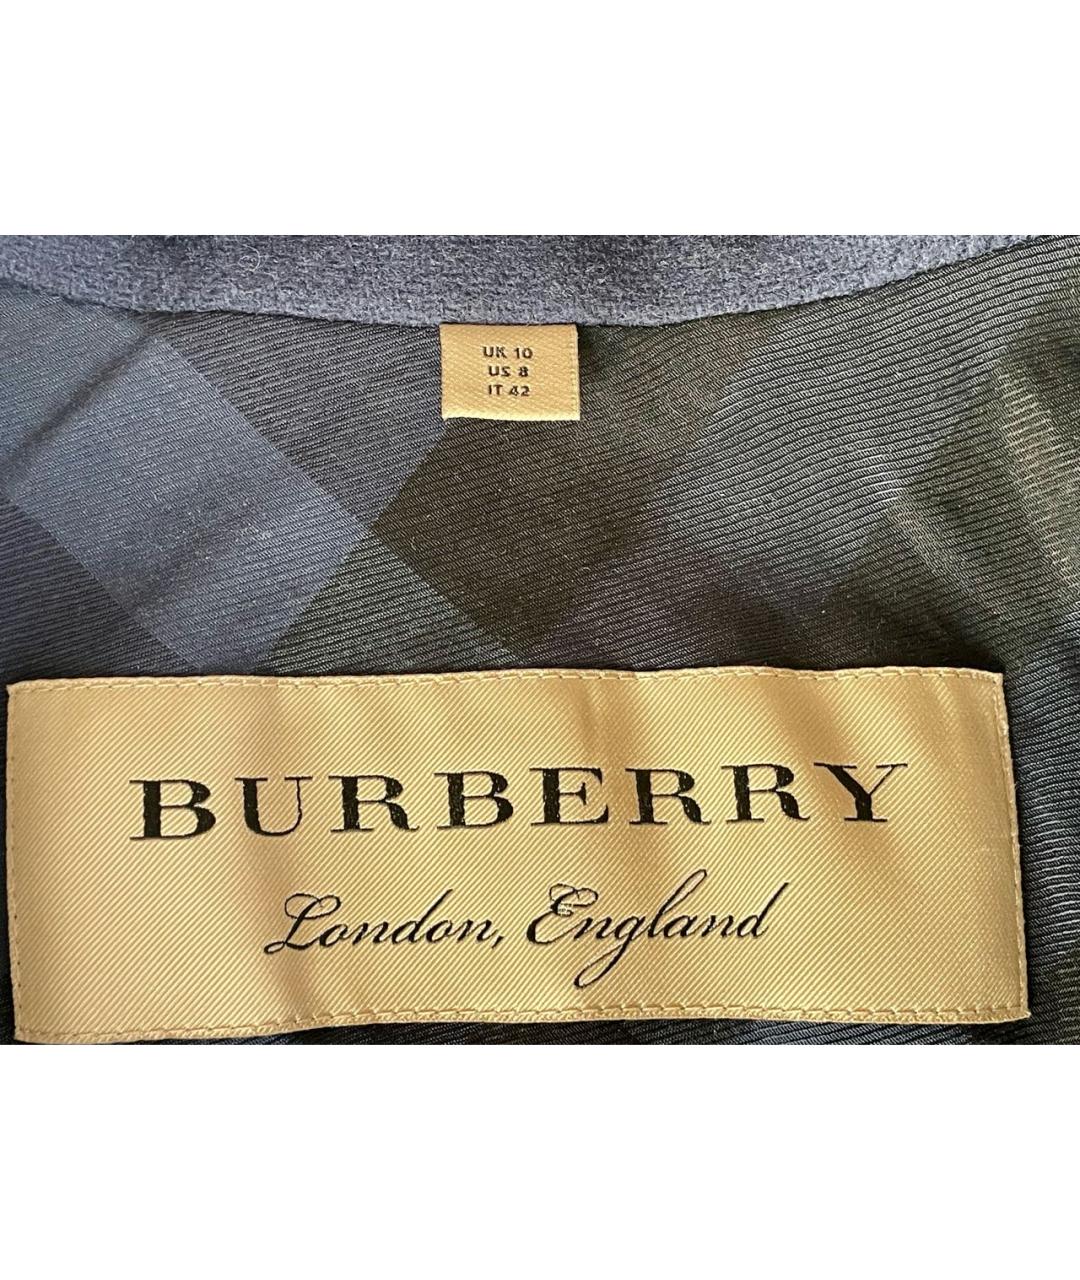 UK 10
US 8
IT 42
BURBERRY
London, England